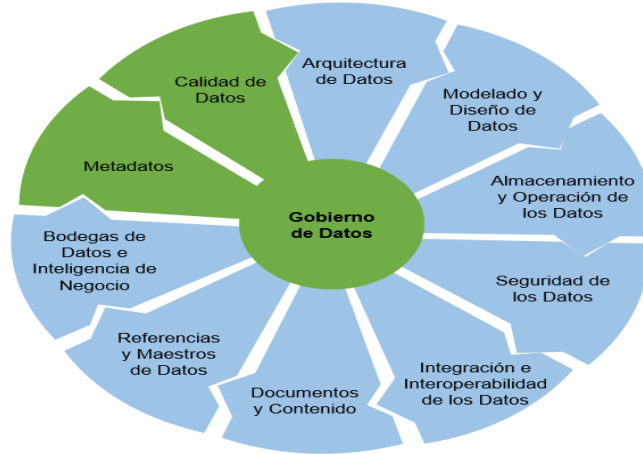 Arquitectura
de Datos
Modelado y
Diseño de
Datos
Almacenamiento
y Operación de
los Datos
Seguridad de
los Datos
Integración e
Interoperabilidad
de los Datos
Documentos
y Contenido
Referencias
y Maestros
de Datos
Bodegas de
Datos e
Inteligencia de
Negocio
Metadatos
Calidad de
Datos
Gobierno
de Datos